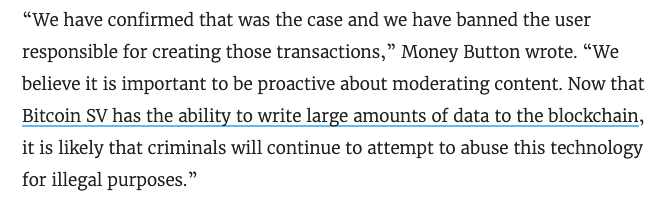 “We have confirmed that was the case and we have banned the user
responsible for creating those transactions,” Money Button wrote. “We
believe it is important to be proactive about moderating content. Now that
Bitcoin SV has the ability to write large amounts of data to the blockchain,
it is likely that criminals will continue to attempt to abuse this technology
for illegal purposes.”